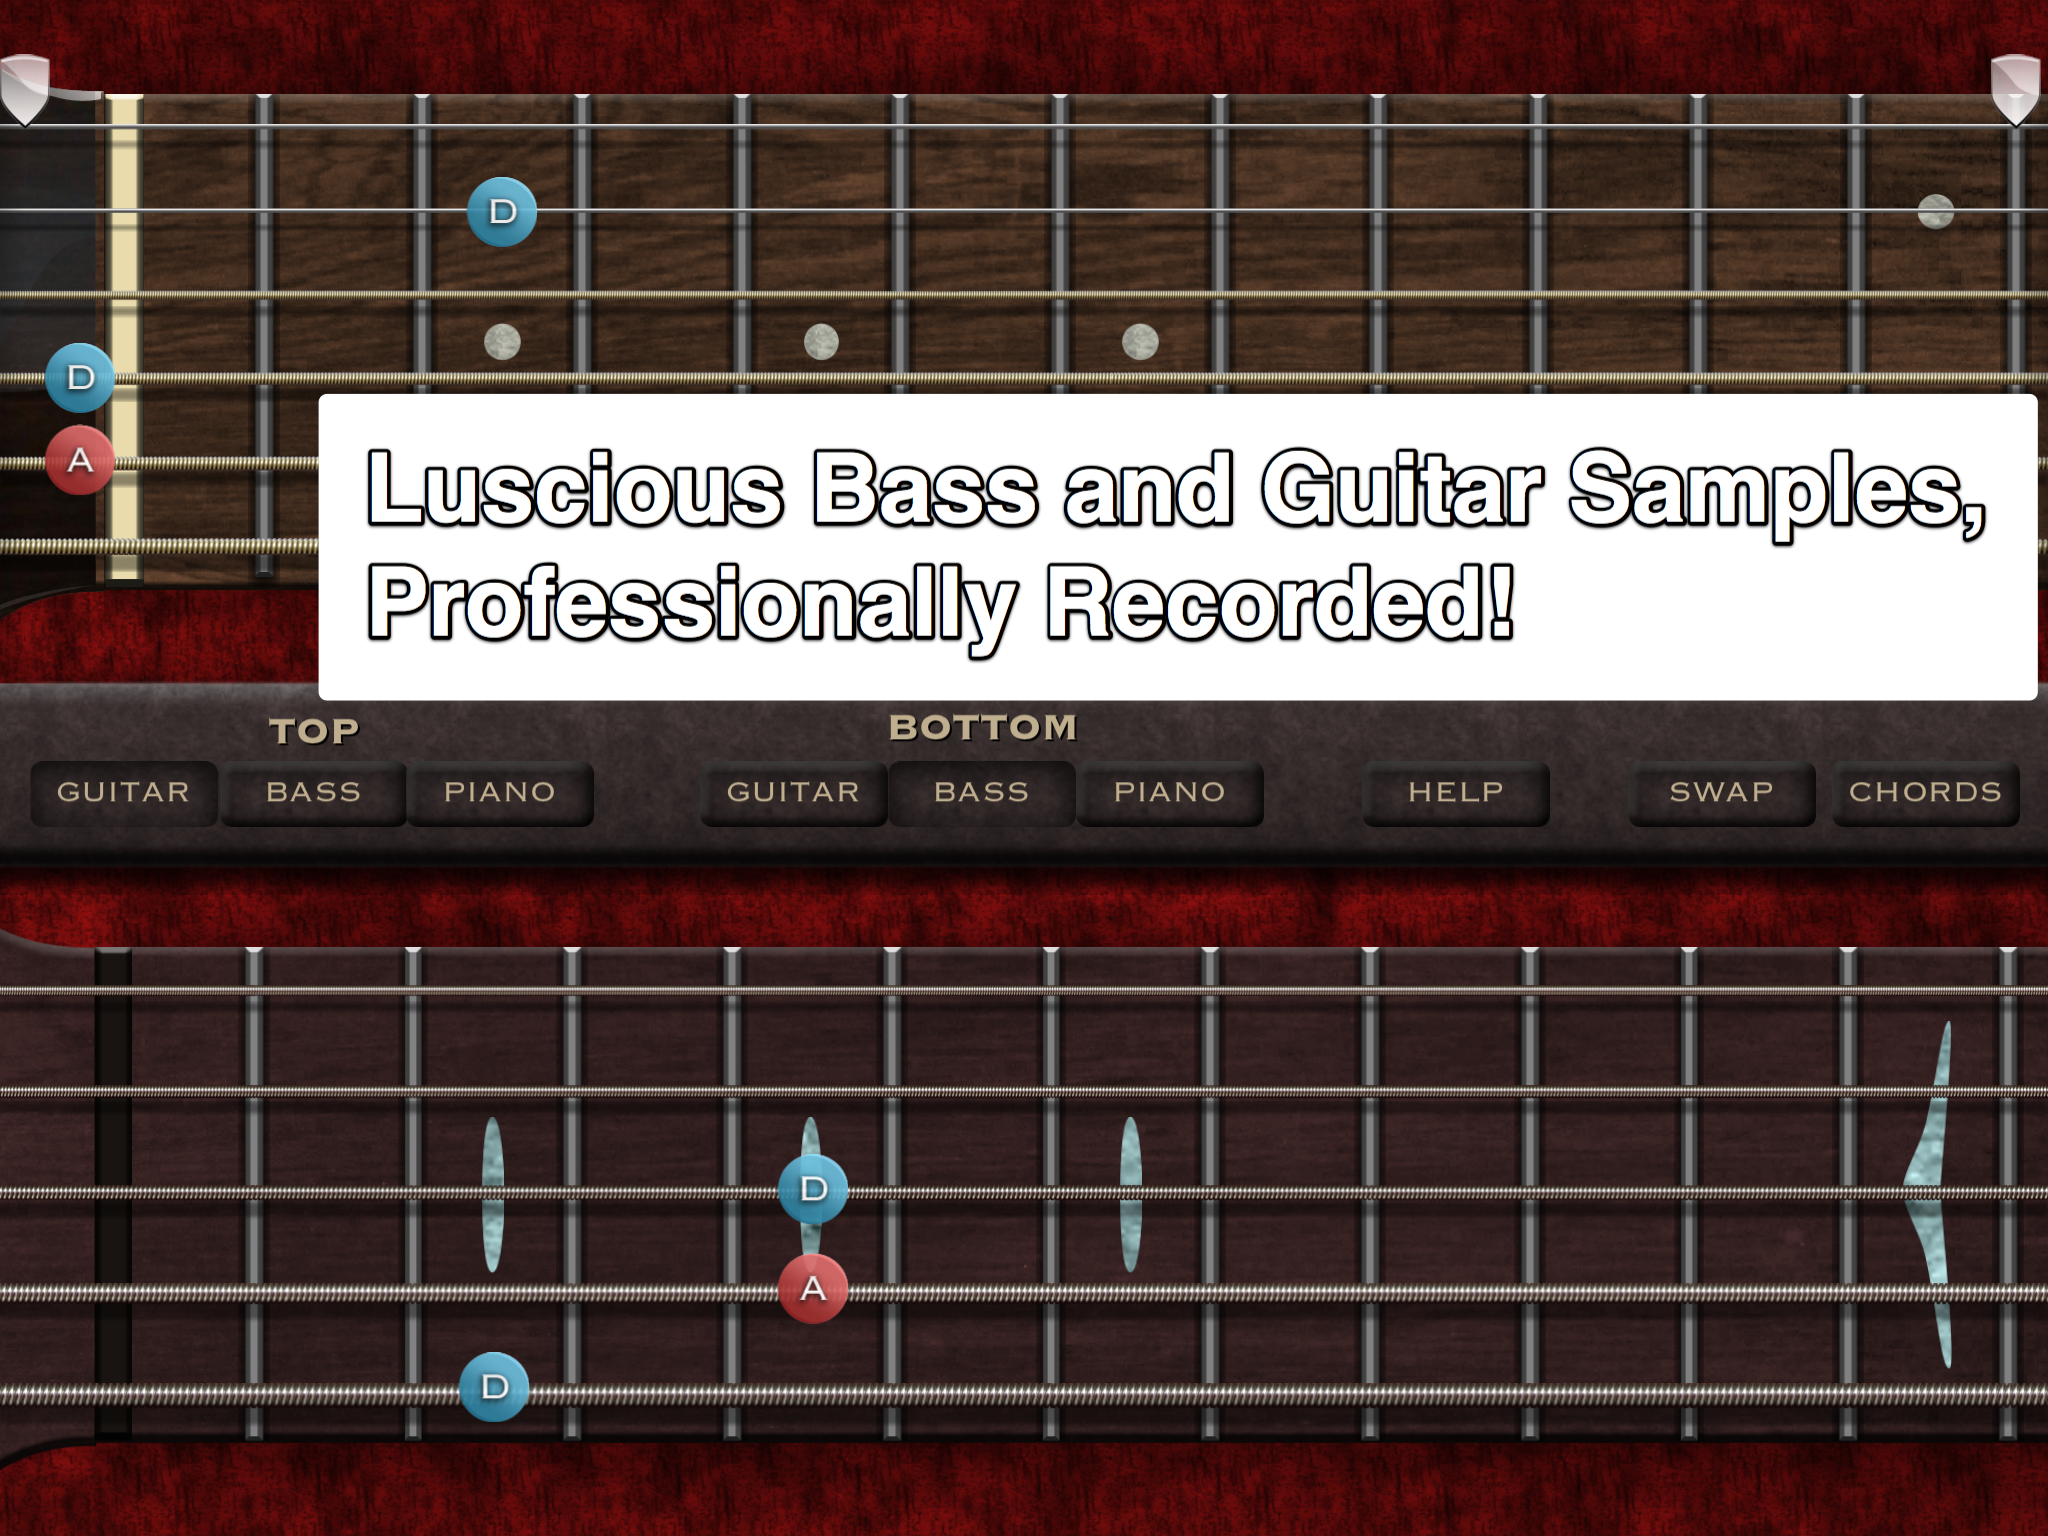 D
D
A
Luscious Bass and Guitar Samples,
Professionally Recorded!
TOP
BOTTOM
GUITAR BASS PIANO GUITAR BASS PIANO HELP SWAP CHORDS
D
A
D